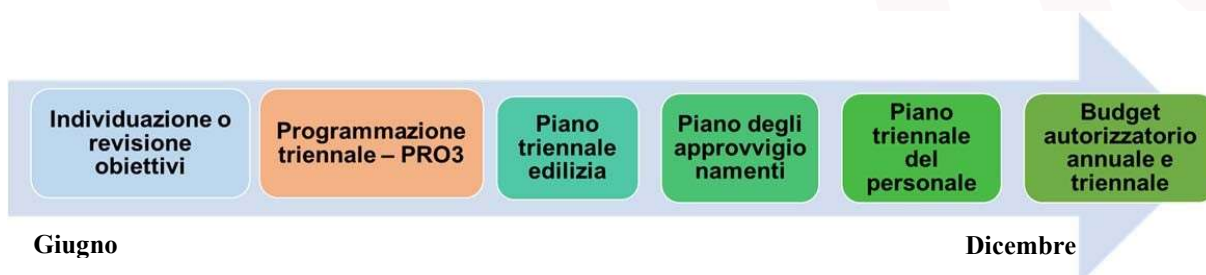 Individuazione o
revisione
obiettivi
Programmazione
triennale – PRO3
Piano
triennale
edilizia
Piano degli
approvvigio
namenti
Piano
triennale
del
personale
Budget
autorizzatorio
annuale e
triennale
Giugno
Dicembre